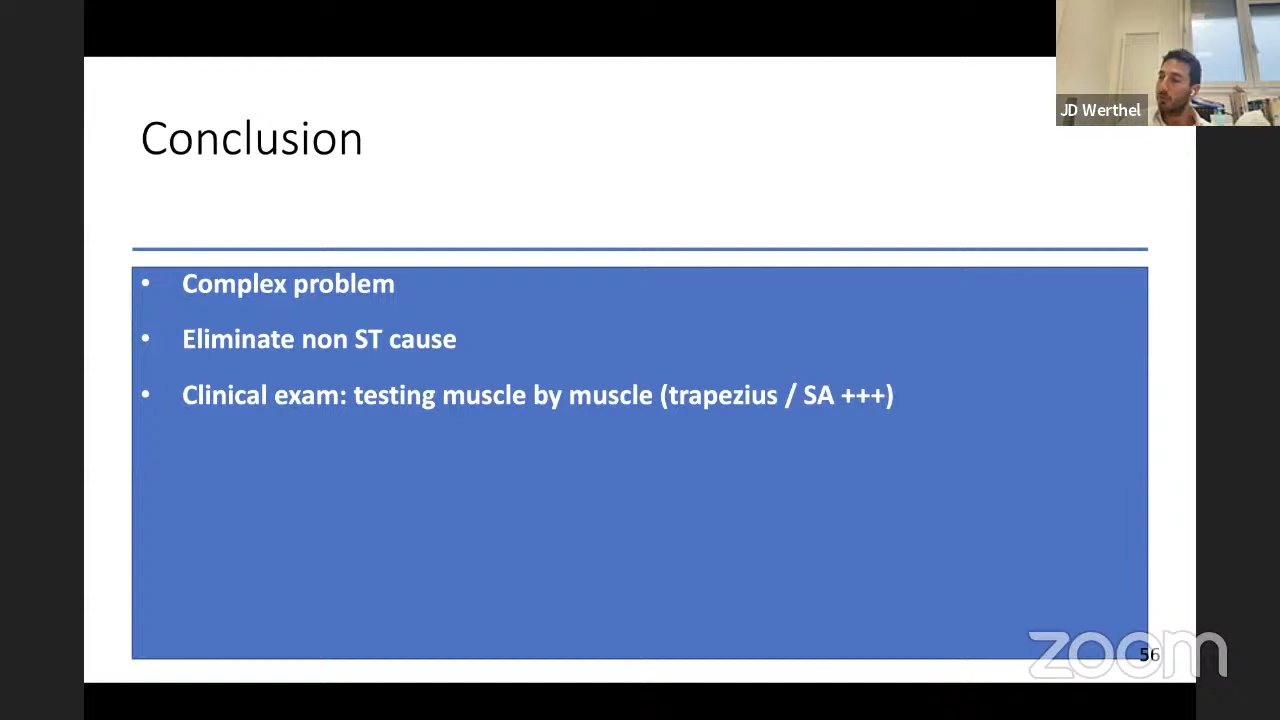 JD Werthel
Conclusion
• Complex problem
• Eliminate non ST cause
• Clinical exam: testing muscle by muscle (trapezius / SA +++)
56
zoom